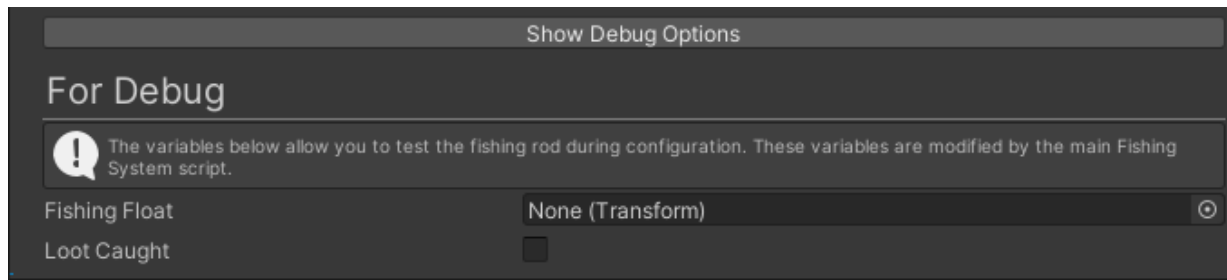 Show Debug Options
For Debug
The variables below allow you to test the fishing rod during configuration. These variables are modified by the main Fishing
System script.
Fishing Float None (Transform)
Loot Caught